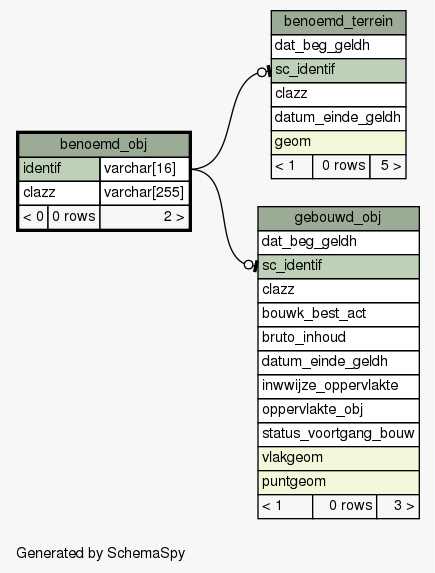 benoemd_terrein
dat_beg_geldh
sc_identif
clazz
datum_einde_geldh
geom
< 1 0 rows 5 >
benoemd_obj
identif varchar[16]
clazz varchar[255]
< 0 0 rows 2 >
gebouwd_obj
dat_beg_geldh
sc_identif
clazz
bouwk_best_act
bruto_inhoud
datum_einde_geldh
inwwijze_oppervlakte
oppervlakte_obj
status_voortgang_bouw
vlakgeom
puntgeom
< 1 0 rows 3 >
Generated by SchemaSpy